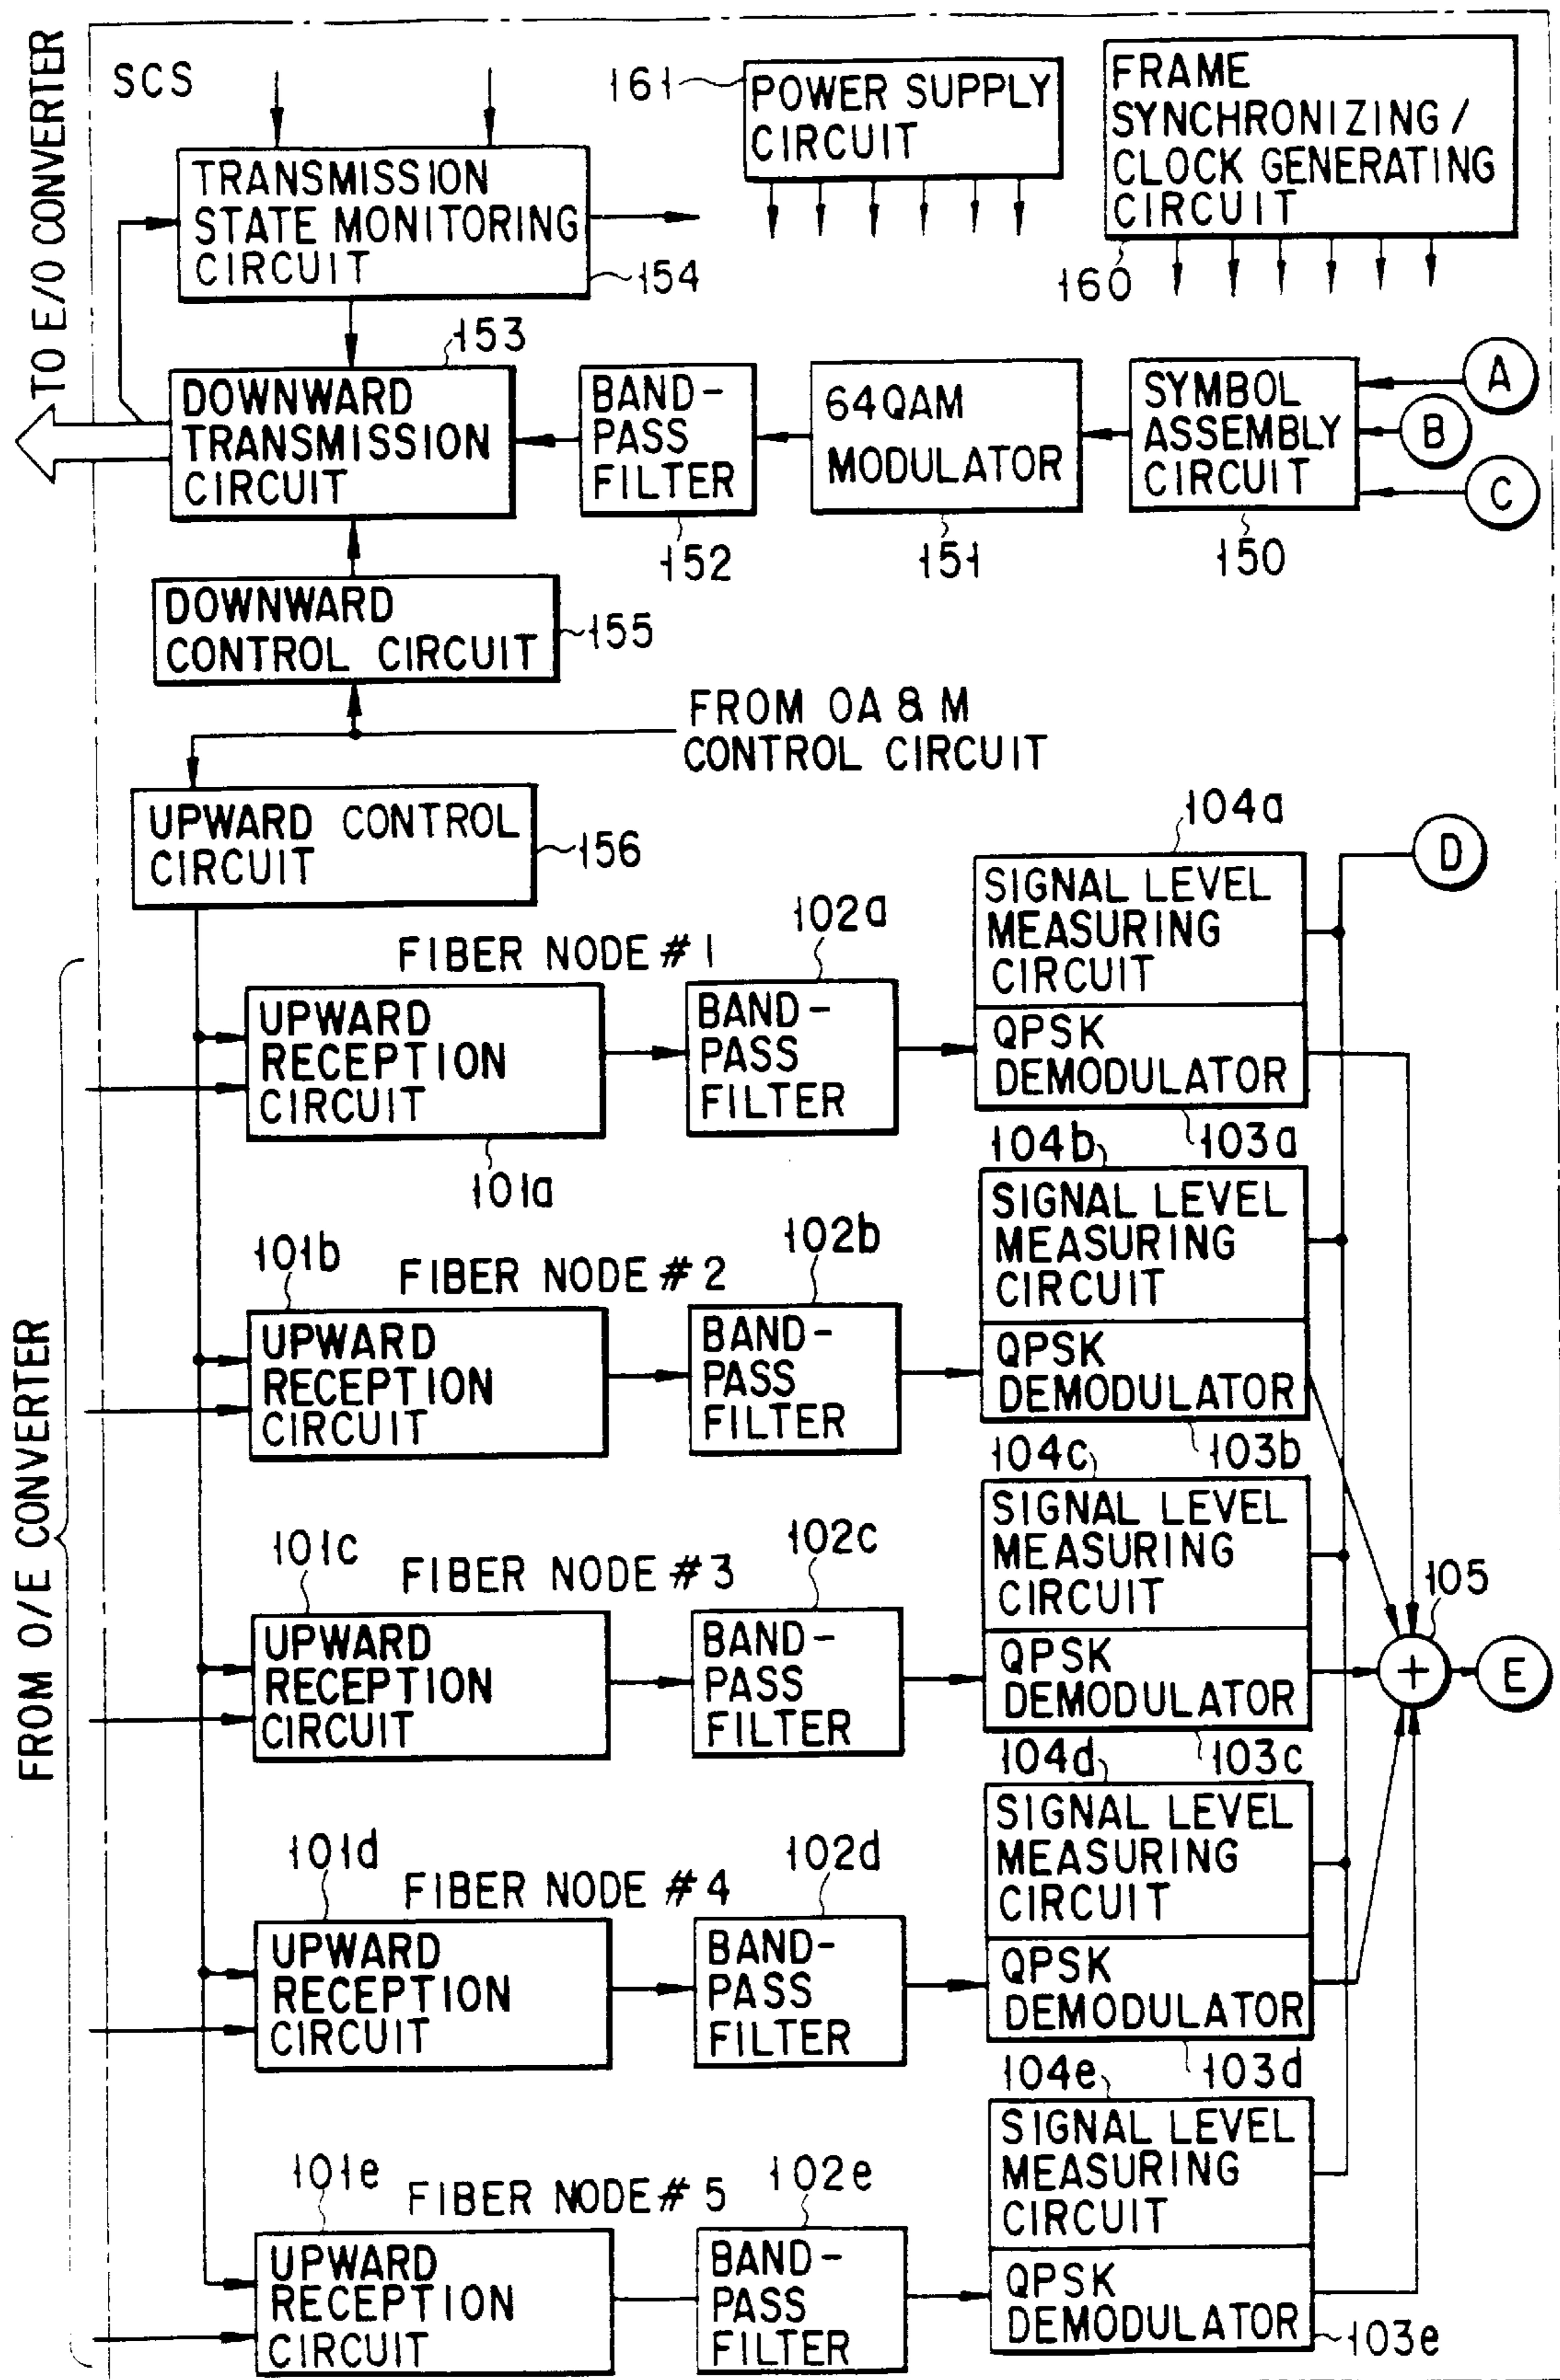 TO E/O CONVERTER
SCS
TRANSMISSION
STATE MONITORING
CIRCUIT
154
161
POWER SUPPLY
CIRCUIT
FRAME
SYNCHRONIZING /
CLOCK GENERATING
CIRCUIT
160
153
DOWNWARD
TRANSMISSION
CIRCUIT
BAND-
PASS
FILTER
152
64QAM
MODULATOR
151
SYMBOL
ASSEMBLY
CIRCUIT
150
A
B
C
DOWNWARD
CONTROL CIRCUIT
155
FROM OA & M
CONTROL CIRCUIT
UPWARD CONTROL
CIRCUIT
156
FROM O/E CONVERTER
FIBER NODE # 1
UPWARD
RECEPTION
CIRCUIT
101a
102a
BAND-
PASS
FILTER
104a
SIGNAL LEVEL
MEASURING
CIRCUIT
QPSK
DEMODULATOR
103a
D
101b
FIBER NODE # 2
UPWARD
RECEPTION
CIRCUIT
102b
BAND-
PASS
FILTER
104b
SIGNAL LEVEL
MEASURING
CIRCUIT
QPSK
DEMODULATOR
103b
101c
FIBER NODE # 3
UPWARD
RECEPTION
CIRCUIT
102c
BAND-
PASS
FILTER
104c
SIGNAL LEVEL
MEASURING
CIRCUIT
QPSK
DEMODULATOR
103c
105
+
E
101d
FIBER NODE # 4
UPWARD
RECEPTION
CIRCUIT
102d
BAND-
PASS
FILTER
104d
SIGNAL LEVEL
MEASURING
CIRCUIT
QPSK
DEMODULATOR
103d
101e
FIBER NODE # 5
UPWARD
RECEPTION
CIRCUIT
102e
BAND-
PASS
FILTER
104e
SIGNAL LEVEL
MEASURING
CIRCUIT
QPSK
DEMODULATOR
103e